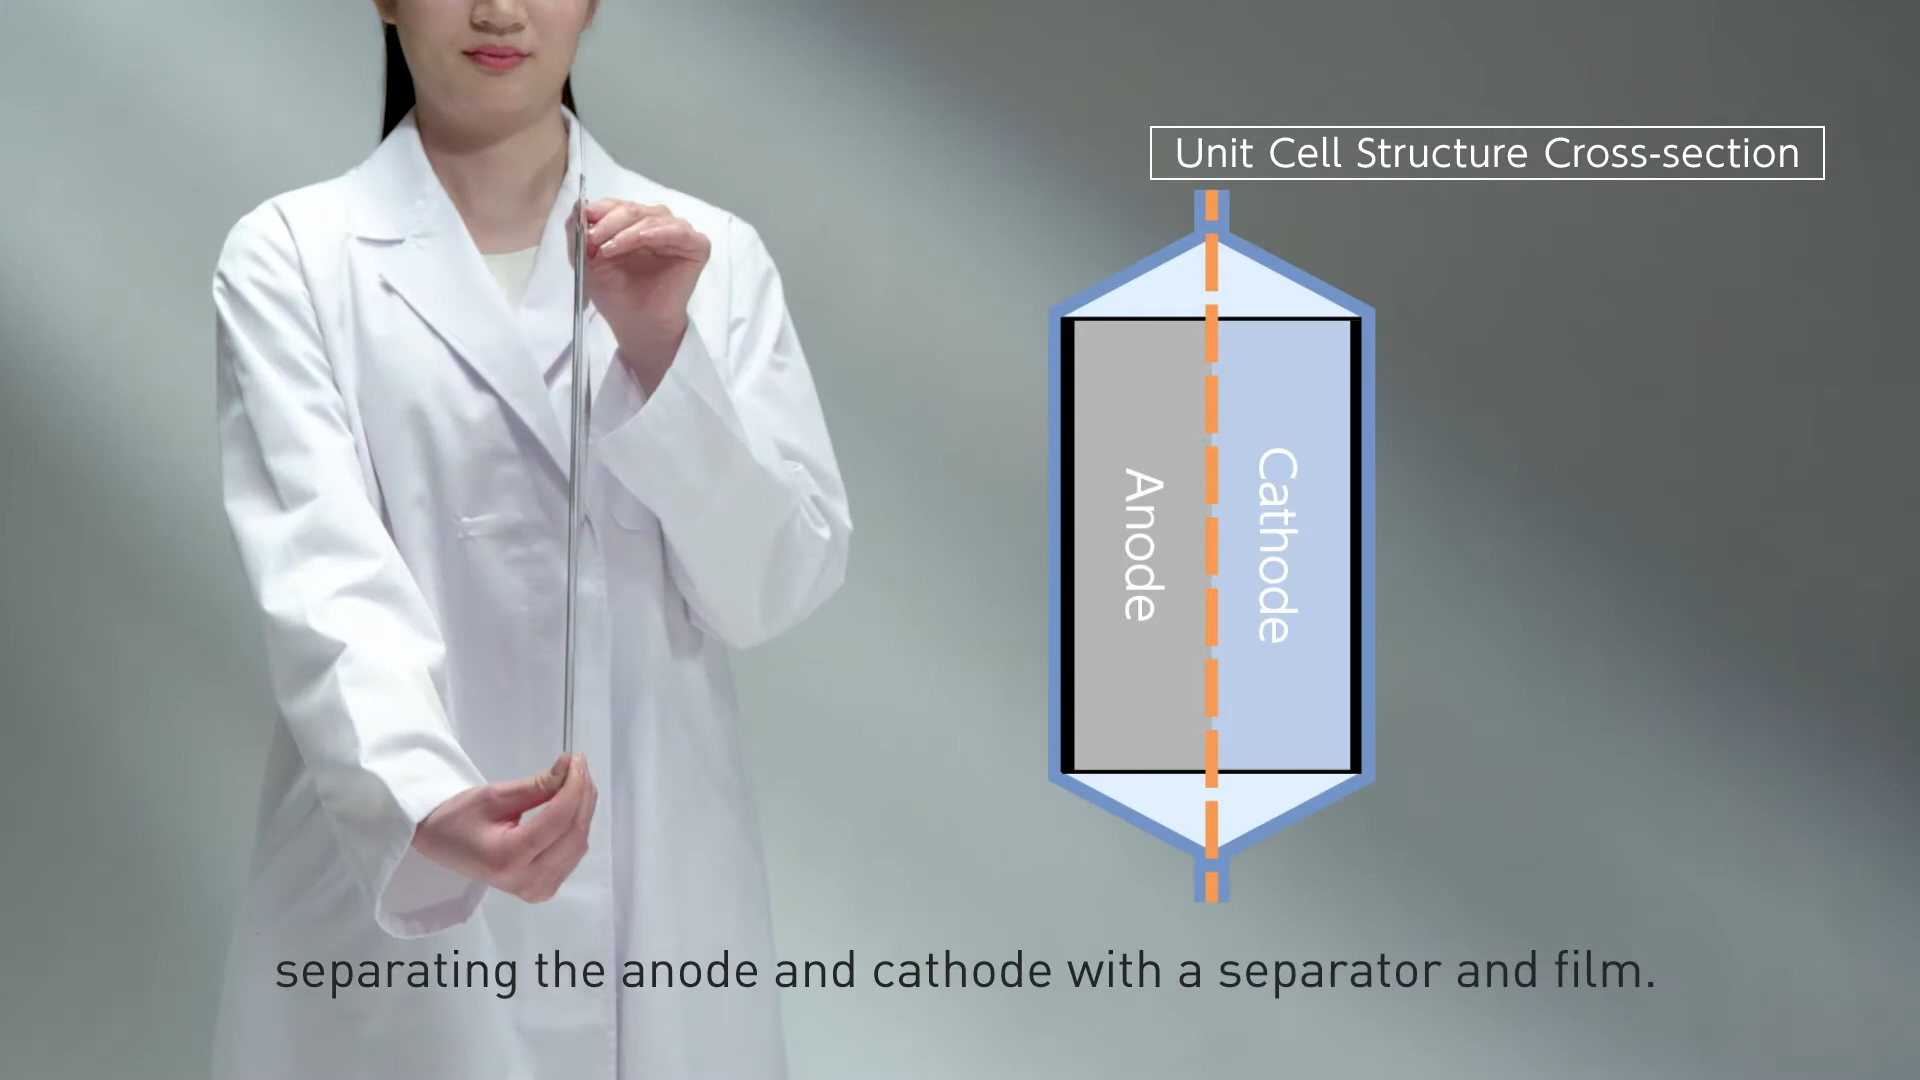 Unit Cell Structure Cross-section
Anode
Cathode
separating the anode and cathode with a separator and film.